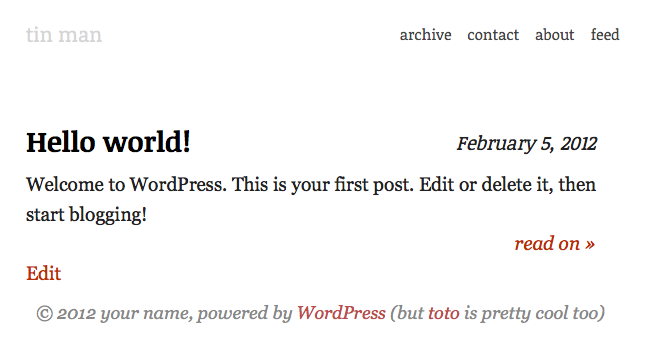 tin man
archive contact about feed
Hello world!
February 5, 2012
Welcome to WordPress. This is your first post. Edit or delete it, then
start blogging!
read on »
Edit
© 2012 your name, powered by WordPress (but toto is pretty cool too)